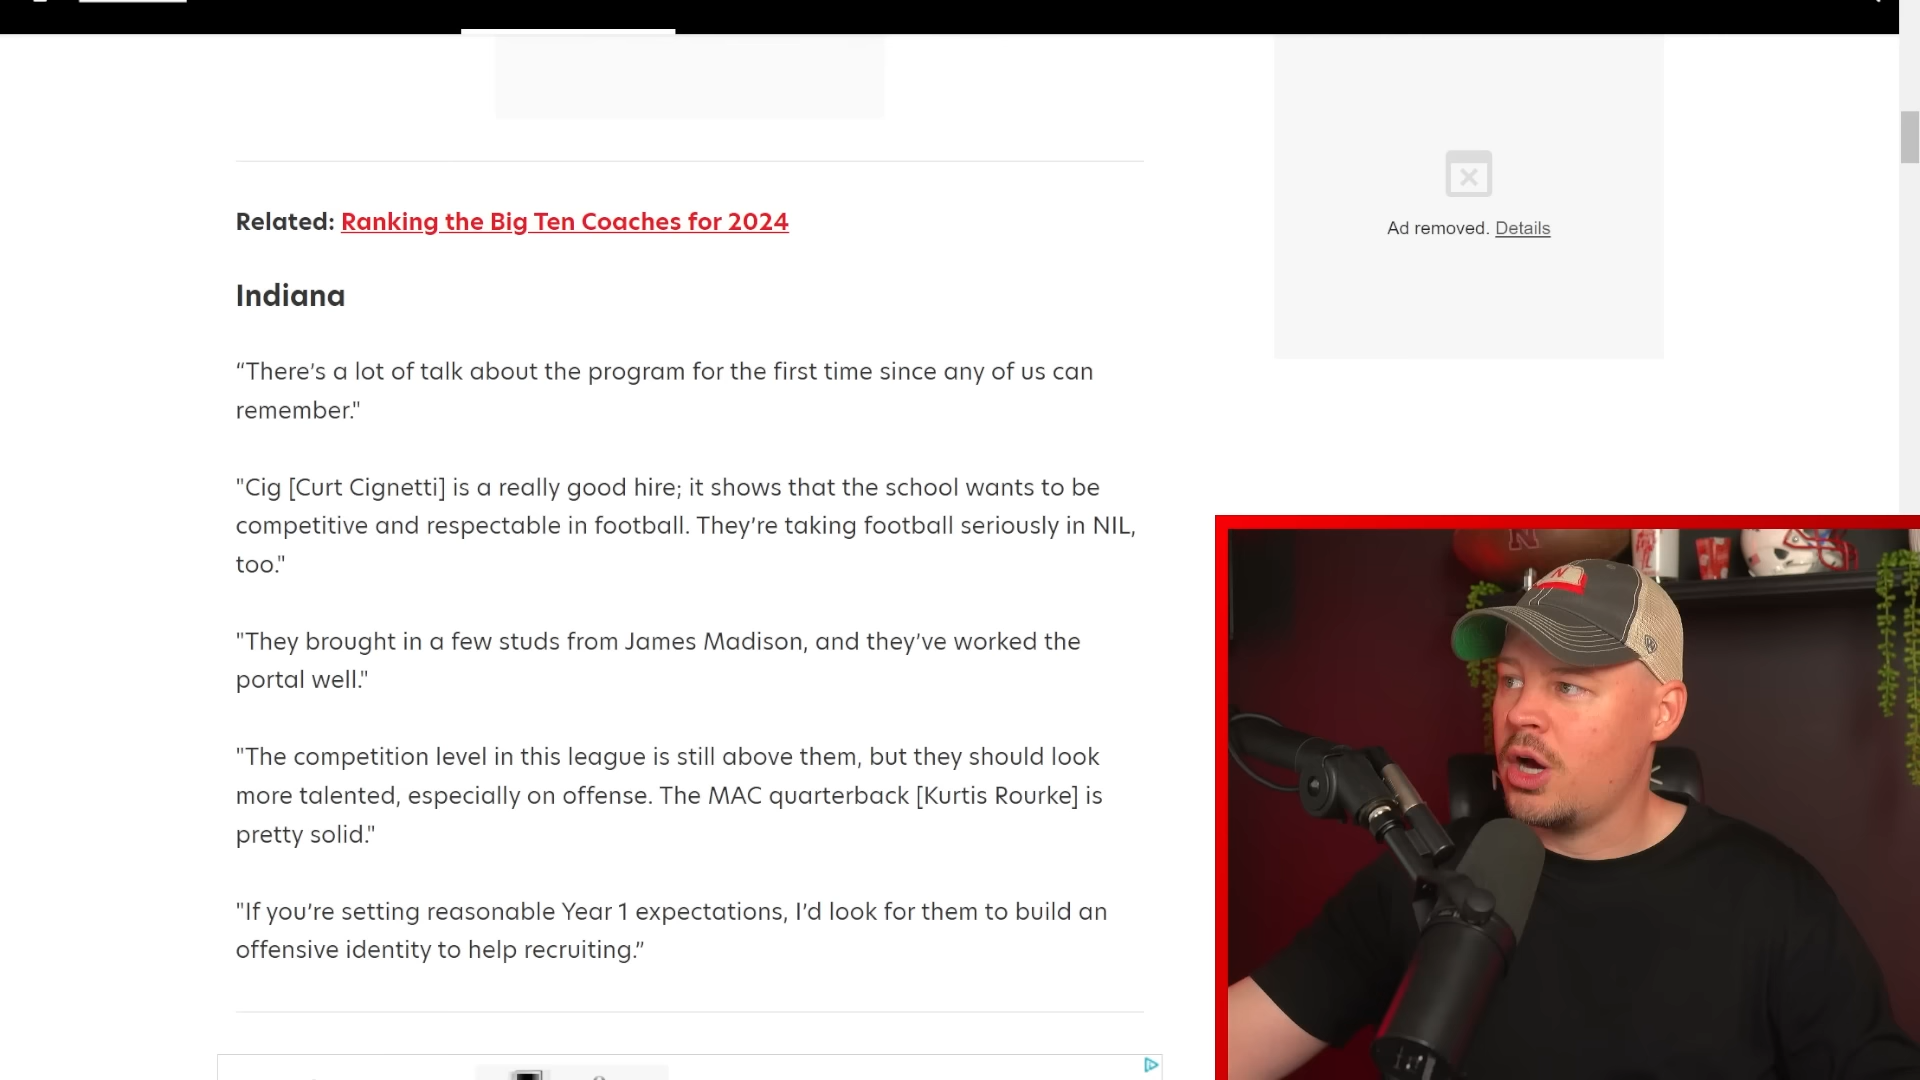 Related: Ranking the Big Ten Coaches for 2024
Indiana
“There’s a lot of talk about the program for the first time since any of us can
remember."
"Cig [Curt Cignetti] is a really good hire; it shows that the school wants to be
competitive and respectable in football. They’re taking football seriously in NIL,
too."
"They brought in a few studs from James Madison, and they’ve worked the
portal well."
"The competition level in this league is still above them, but they should look
more talented, especially on offense. The MAC quarterback [Kurtis Rourke] is
pretty solid."
"If you’re setting reasonable Year 1 expectations, I’d look for them to build an
offensive identity to help recruiting.”
Ad removed. Details
N
N